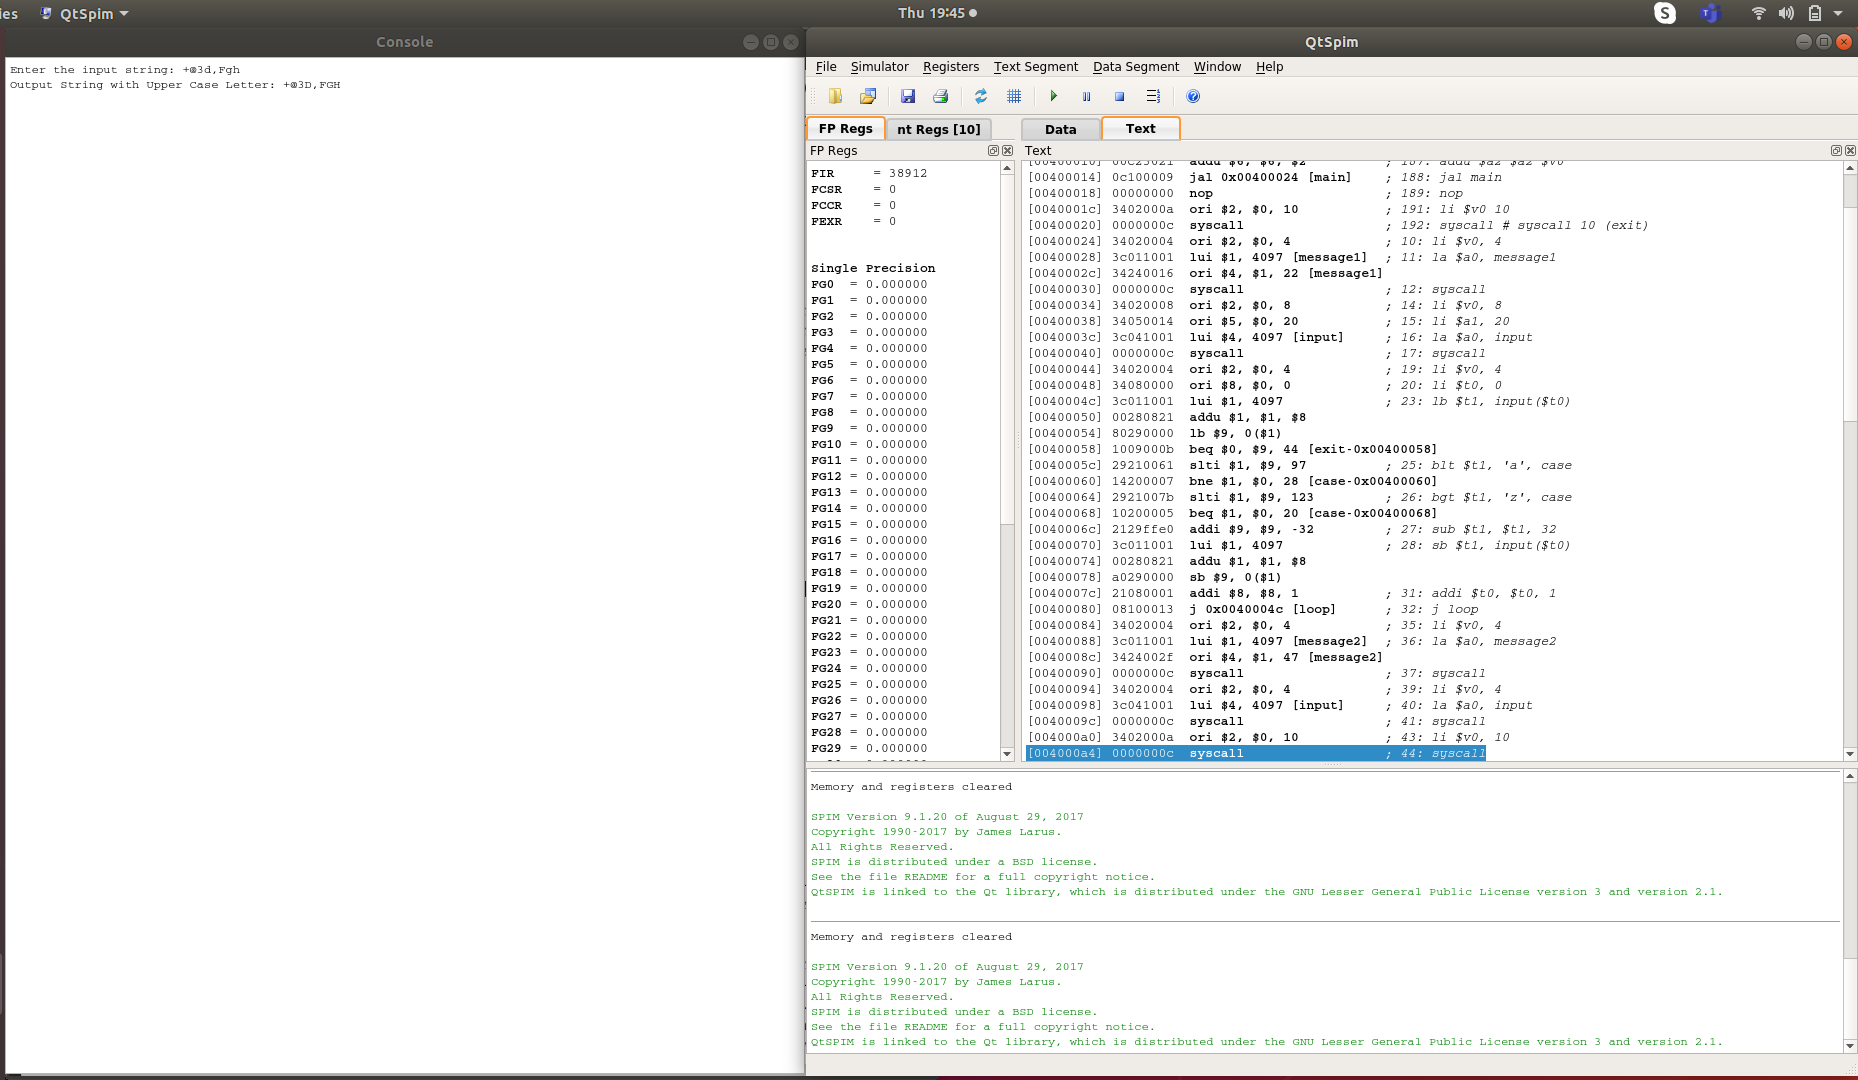 ies QtSpim Thu 19:45
Console
Enter the input string: +@3d,Fgh
Output String with Upper Case Letter: +@3D,FGH
QtSpim
File Simulator Registers Text Segment Data Segment Window Help
FP Regs nt Regs [10]
FP Regs
FIR = 38912
FCSR = 0
FCCR = 0
FEXR = 0
Single Precision
FG0 = 0.000000
FG1 = 0.000000
FG2 = 0.000000
FG3 = 0.000000
FG4 = 0.000000
FG5 = 0.000000
FG6 = 0.000000
FG7 = 0.000000
FG8 = 0.000000
FG9 = 0.000000
FG10 = 0.000000
FG11 = 0.000000
FG12 = 0.000000
FG13 = 0.000000
FG14 = 0.000000
FG15 = 0.000000
FG16 = 0.000000
FG17 = 0.000000
FG18 = 0.000000
FG19 = 0.000000
FG20 = 0.000000
FG21 = 0.000000
FG22 = 0.000000
FG23 = 0.000000
FG24 = 0.000000
FG25 = 0.000000
FG26 = 0.000000
FG27 = 0.000000
FG28 = 0.000000
FG29 = 0.000000
Data Text
Text
[00400010] 00c23021 addu $6, $6, $2 ; 187: addu $a2 $a2 $v0
[00400014] 0c100009 jal 0x00400024 [main] ; 188: jal main
[00400018] 00000000 nop ; 189: nop
[0040001c] 3402000a ori $2, $0, 10 ; 191: li $v0 10
[00400020] 0000000c syscall ; 192: syscall # syscall 10 (exit)
[00400024] 34020004 ori $2, $0, 4 ; 10: li $v0, 4
[00400028] 3c011001 lui $1, 4097 [message1] ; 11: la $a0, message1
[0040002c] 34240016 ori $4, $1, 22 [message1]
[00400030] 0000000c syscall ; 12: syscall
[00400034] 34020008 ori $2, $0, 8 ; 14: li $v0, 8
[00400038] 34050014 ori $5, $0, 20 ; 15: li $a1, 20
[0040003c] 3c041001 lui $4, 4097 [input] ; 16: la $a0, input
[00400040] 0000000c syscall ; 17: syscall
[00400044] 34020004 ori $2, $0, 4 ; 19: li $v0, 4
[00400048] 34080000 ori $8, $0, 0 ; 20: li $t0, 0
[0040004c] 3c011001 lui $1, 4097 ; 23: lb $t1, input($t0)
[00400050] 00280821 addu $1, $1, $8
[00400054] 80290000 lb $9, 0($1)
[00400058] 1009000b beq $0, $9, 44 [exit-0x00400058]
[0040005c] 29210061 slti $1, $9, 97 ; 25: blt $t1, 'a', case
[00400060] 14200007 bne $1, $0, 28 [case-0x00400060]
[00400064] 2921007b slti $1, $9, 123 ; 26: bgt $t1, 'z', case
[00400068] 10200005 beq $1, $0, 20 [case-0x00400068]
[0040006c] 2129ffe0 addi $9, $9, -32 ; 27: sub $t1, $t1, 32
[00400070] 3c011001 lui $1, 4097 ; 28: sb $t1, input($t0)
[00400074] 00280821 addu $1, $1, $8
[00400078] a0290000 sb $9, 0($1)
[0040007c] 21080001 addi $8, $8, 1 ; 31: addi $t0, $t0, 1
[00400080] 08100013 j 0x0040004c [loop] ; 32: j loop
[00400084] 34020004 ori $2, $0, 4 ; 35: li $v0, 4
[00400088] 3c011001 lui $1, 4097 [message2] ; 36: la $a0, message2
[0040008c] 3424002f ori $4, $1, 47 [message2]
[00400090] 0000000c syscall ; 37: syscall
[00400094] 34020004 ori $2, $0, 4 ; 39: li $v0, 4
[00400098] 3c041001 lui $4, 4097 [input] ; 40: la $a0, input
[0040009c] 0000000c syscall ; 41: syscall
[004000a0] 3402000a ori $2, $0, 10 ; 43: li $v0, 10
[004000a4] 0000000c syscall ; 44: syscall
Memory and registers cleared
SPIM Version 9.1.20 of August 29, 2017
Copyright 1990-2017 by James Larus.
All Rights Reserved.
SPIM is distributed under a BSD license.
See the file README for a full copyright notice.
QtSPIM is linked to the Qt library, which is distributed under the GNU Lesser General Public License version 3 and version 2.1.
Memory and registers cleared
SPIM Version 9.1.20 of August 29, 2017
Copyright 1990-2017 by James Larus.
All Rights Reserved.
SPIM is distributed under a BSD license.
See the file README for a full copyright notice.
QtSPIM is linked to the Qt library, which is distributed under the GNU Lesser General Public License version 3 and version 2.1.